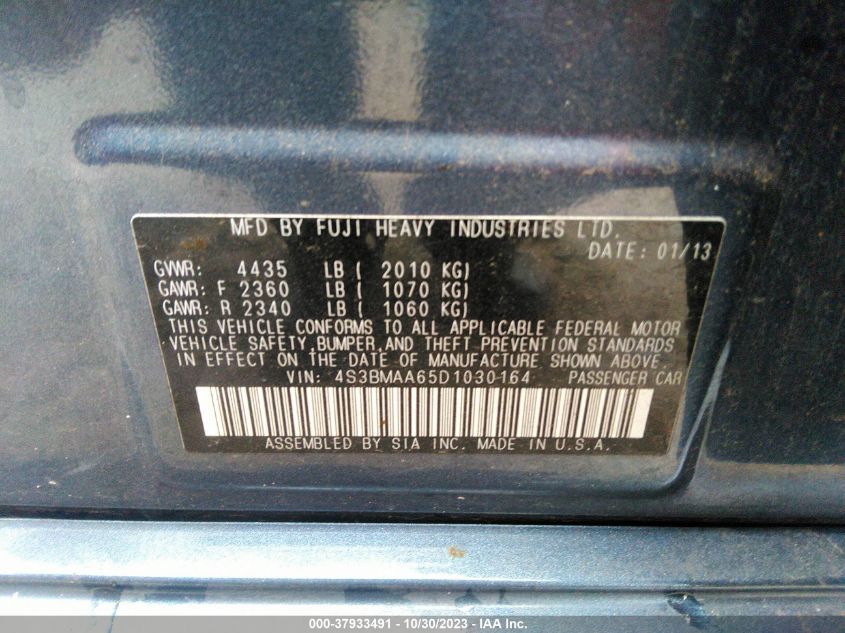 MFD BY FUJI HEAVY INDUSTRIES LTD.
DATE: 01/13
GVWR: 4435 LB ( 2010 KG)
GAWR: F 2360 LB ( 1070 KG)
GAWR: R 2340 LB ( 1060 KG)
THIS VEHICLE CONFORMS TO ALL APPLICABLE FEDERAL MOTOR
VEHICLE SAFETY, BUMPER, AND THEFT PREVENTION STANDARDS
IN EFFECT ON THE DATE OF MANUFACTURE SHOWN ABOVE
VIN: 4S3BMAA65D1030164 PASSENGER CAR
ASSEMBLED BY SIA INC. MADE IN U.S.A.
000-37933491 - 10/30/2023 - IAA Inc.